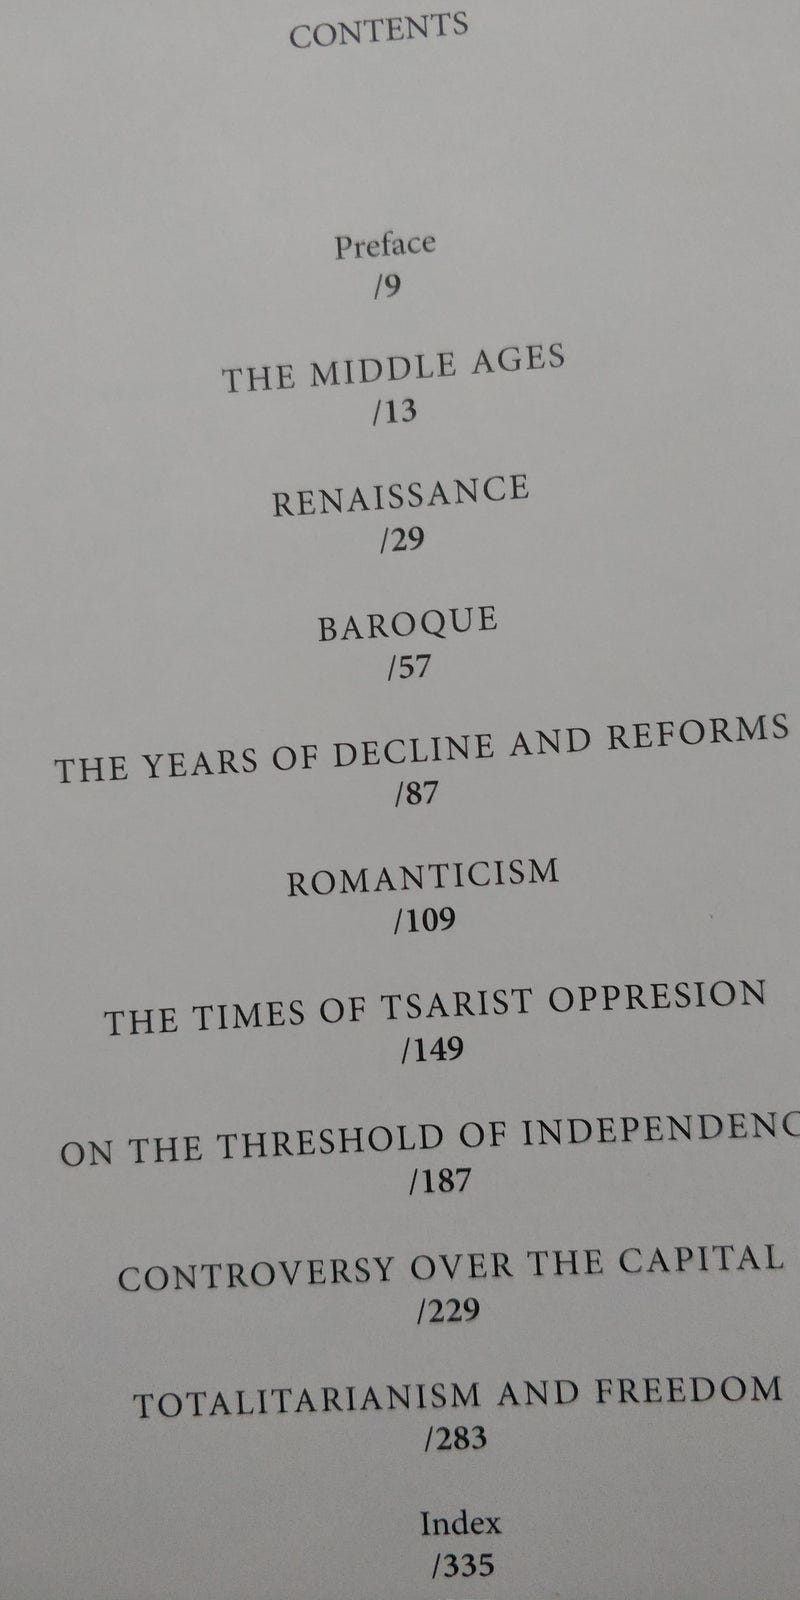 CONTENTS
Preface
/9
THE MIDDLE AGES
/13
RENAISSANCE
/29
BAROQUE
/57
THE YEARS OF DECLINE AND REFORMS
/87
ROMANTICISM
/109
THE TIMES OF TSARIST OPPRESION
/149
ON THE THRESHOLD OF INDEPENDENC
/187
CONTROVERSY OVER THE CAPITAL
/229
TOTALITARIANISM AND FREEDOM
/283
Index
/335